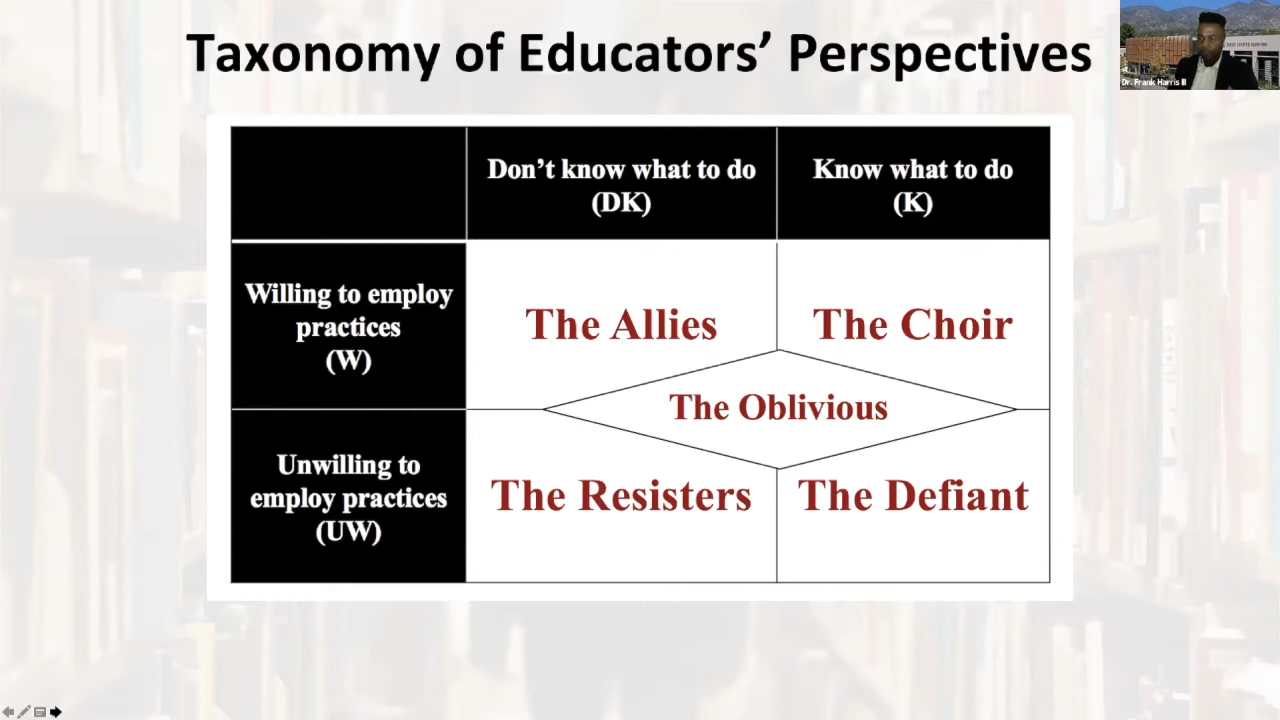 Taxonomy of Educators’ Perspectives
Dr. Frank Harris III
Don’t know what to do
(DK)
Know what to do
(K)
Willing to employ
practices
(W)
The Allies
The Choir
The Oblivious
Unwilling to
employ practices
(UW)
The Resisters
The Defiant